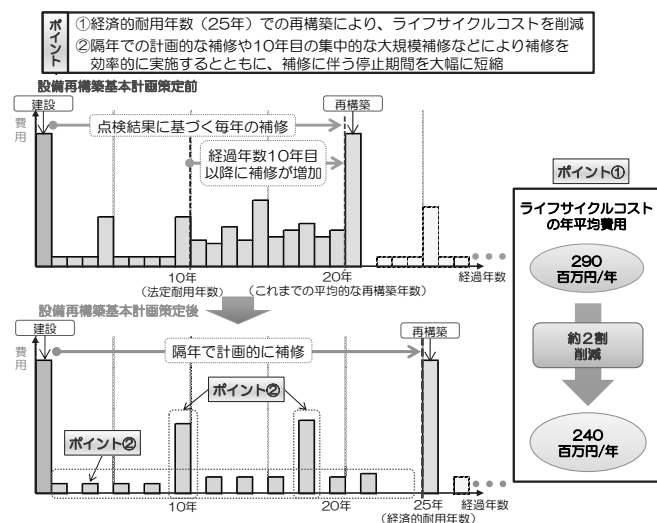 ポイント
①経済的耐用年数（25年）での再構築により、ライフサイクルコストを削減
②隔年での計画的な補修や10年目の集中的な大規模補修などにより補修を
効率的に実施するとともに、補修に伴う停止期間を大幅に短縮
設備再構築基本計画策定前
建設
再構築
費用
点検結果に基づく毎年の補修
経過年数10年目
以降に補修が増加
10年
（法定耐用年数）
20年
（これまでの平均的な再構築年数）
経過年数
設備再構築基本計画策定後
建設
再構築
費用
隔年で計画的に補修
ポイント②
ポイント②
10年
20年
25年
（経済的耐用年数）
経過年数
ポイント①
ライフサイクルコスト
の年平均費用
290
百万円/年
約2割
削減
240
百万円/年